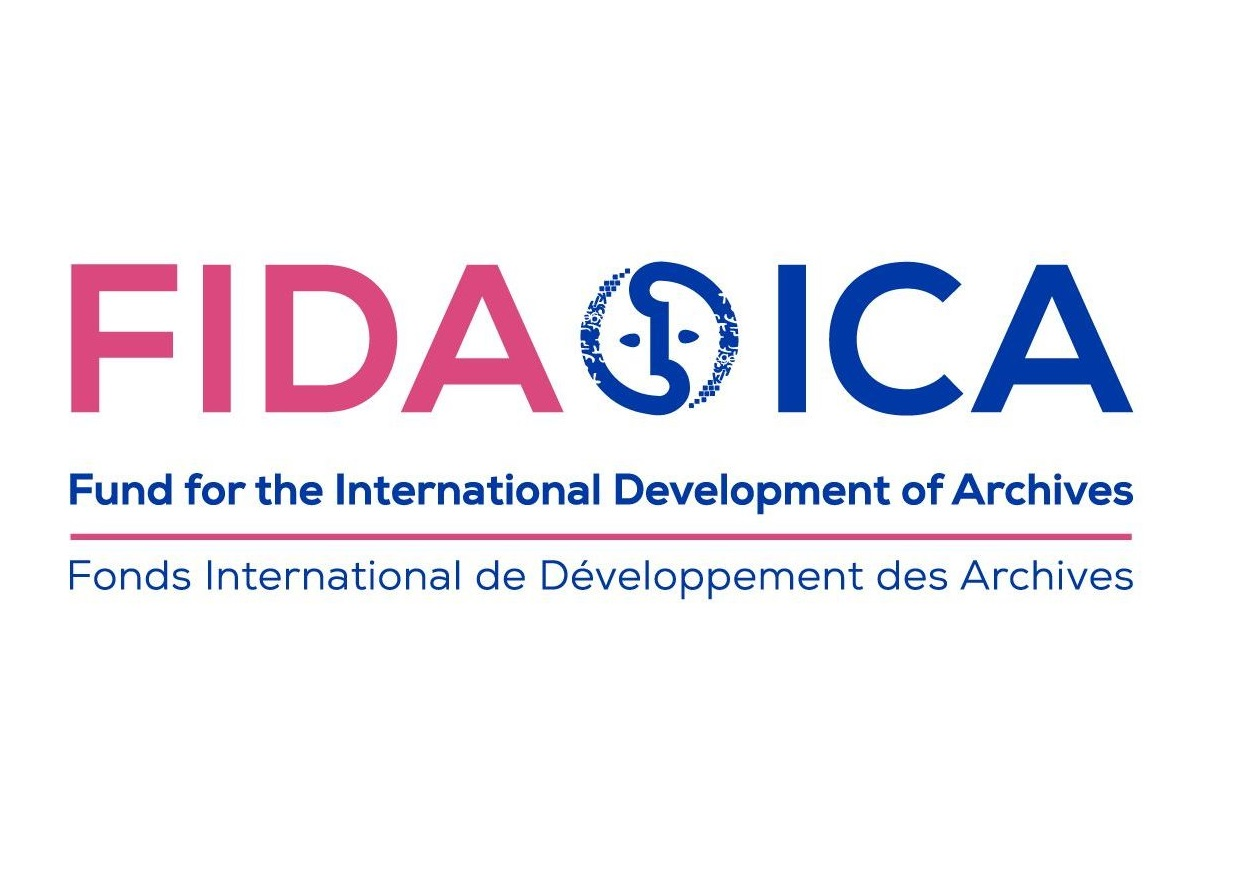 FIDA ICA
Fund for the International Development of Archives
Fonds International de Développement des Archives